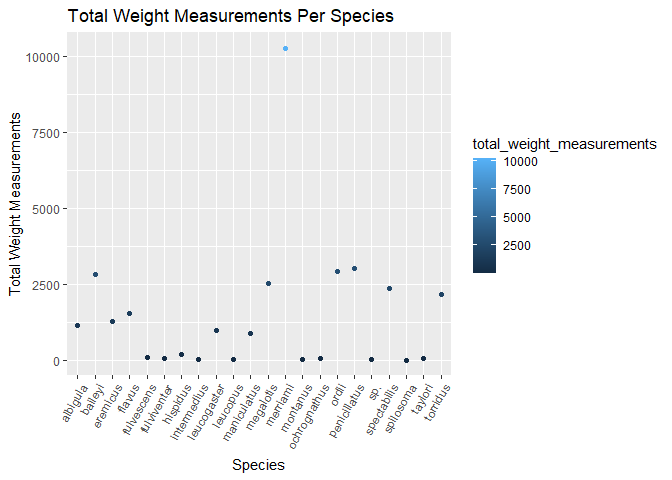 Total Weight Measurements Per Species
Total Weight Measurements
10000
7500
5000
2500
0
albigula
baileyi
eremicus
flavus
fulvescens
fulviventer
hispidus
intermedius
leucogaster
leucopus
maniculatus
megalotis
merriami
montanus
ochrognathus
ordii
penicillatus
sp.
spectabilis
spilosoma
taylori
torridus
Species
total_weight_measurements
10000
7500
5000
2500